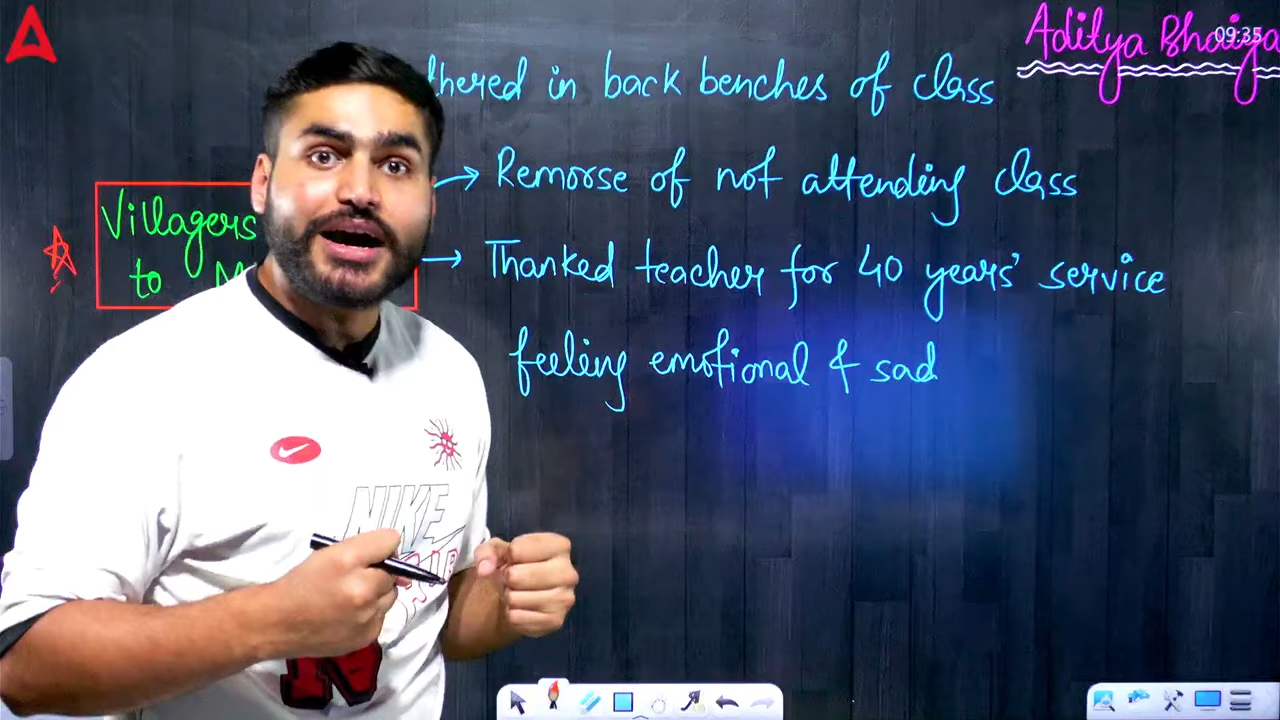 Aditya Bhaiya
09:35
in back benches of class
Remorse of not attending class
Villagers
to
Thanked teacher for 40 years' service
feeling emotional & sad
NIKE
N